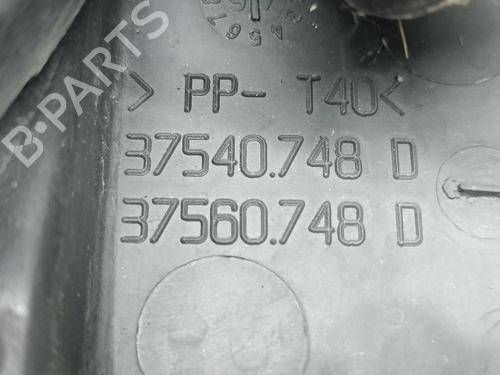 > PP- T40<
37540.748 D
37560.748 D
B-PARTS